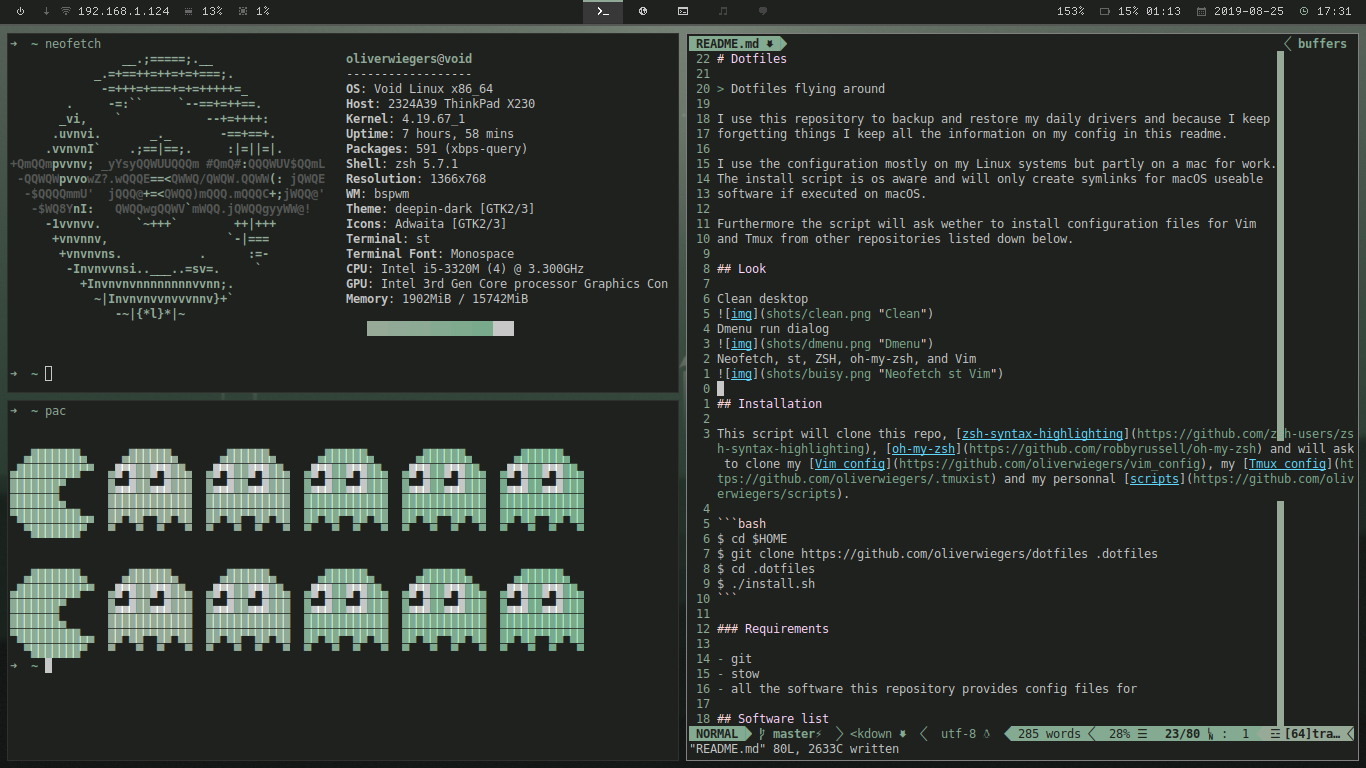 192.168.1.124 13% 1%
153% 15% 01:13 2019-08-25 17:31
→ ~ neofetch
oliverwiegers@void
------------------
OS: Void Linux x86_64
Host: 2324A39 ThinkPad X230
Kernel: 4.19.67_1
Uptime: 7 hours, 58 mins
Packages: 591 (xbps-query)
Shell: zsh 5.7.1
Resolution: 1366x768
WM: bspwm
Theme: deepin-dark [GTK2/3]
Icons: Adwaita [GTK2/3]
Terminal: st
Terminal Font: Monospace
CPU: Intel i5-3320M (4) @ 3.300GHz
GPU: Intel 3rd Gen Core processor Graphics Con
Memory: 1902MiB / 15742MiB
→ ~
→ ~ pac
→ ~
README.md buffers
22 # Dotfiles
21
20 > Dotfiles flying around
19
18 I use this repository to backup and restore my daily drivers and because I keep
17 forgetting things I keep all the information on my config in this readme.
16
15 I use the configuration mostly on my Linux systems but partly on a mac for work.
14 The install script is os aware and will only create symlinks for macOS useable
13 software if executed on macOS.
12
11 Furthermore the script will ask wether to install configuration files for Vim
10 and Tmux from other repositories listed down below.
9
8 ## Look
7
6 Clean desktop
5 ![img](shots/clean.png "Clean")
4 Dmenu run dialog
3 ![img](shots/dmenu.png "Dmenu")
2 Neofetch, st, ZSH, oh-my-zsh, and Vim
1 ![img](shots/buisy.png "Neofetch st Vim")
0
1 ## Installation
2
3 This script will clone this repo, [zsh-syntax-highlighting](https://github.com/zsh-users/zs
h-syntax-highlighting), [oh-my-zsh](https://github.com/robbyrussell/oh-my-zsh) and will ask
to clone my [Vim config](https://github.com/oliverwiegers/vim_config), my [Tmux config](ht
tps://github.com/oliverwiegers/.tmuxist) and my personnal [scripts](https://github.com/oliv
erwiegers/scripts).
4
5 ```bash
6 $ cd $HOME
7 $ git clone https://github.com/oliverwiegers/dotfiles .dotfiles
8 $ cd .dotfiles
9 $ ./install.sh
10 ```
11
12 ### Requirements
13
14 - git
15 - stow
16 - all the software this repository provides config files for
17
18 ## Software list
NORMAL master⚡ <kdown utf-8 285 words 28% ☰ 23/80 : 1 ☲ [64]tra…
"README.md" 80L, 2633C written